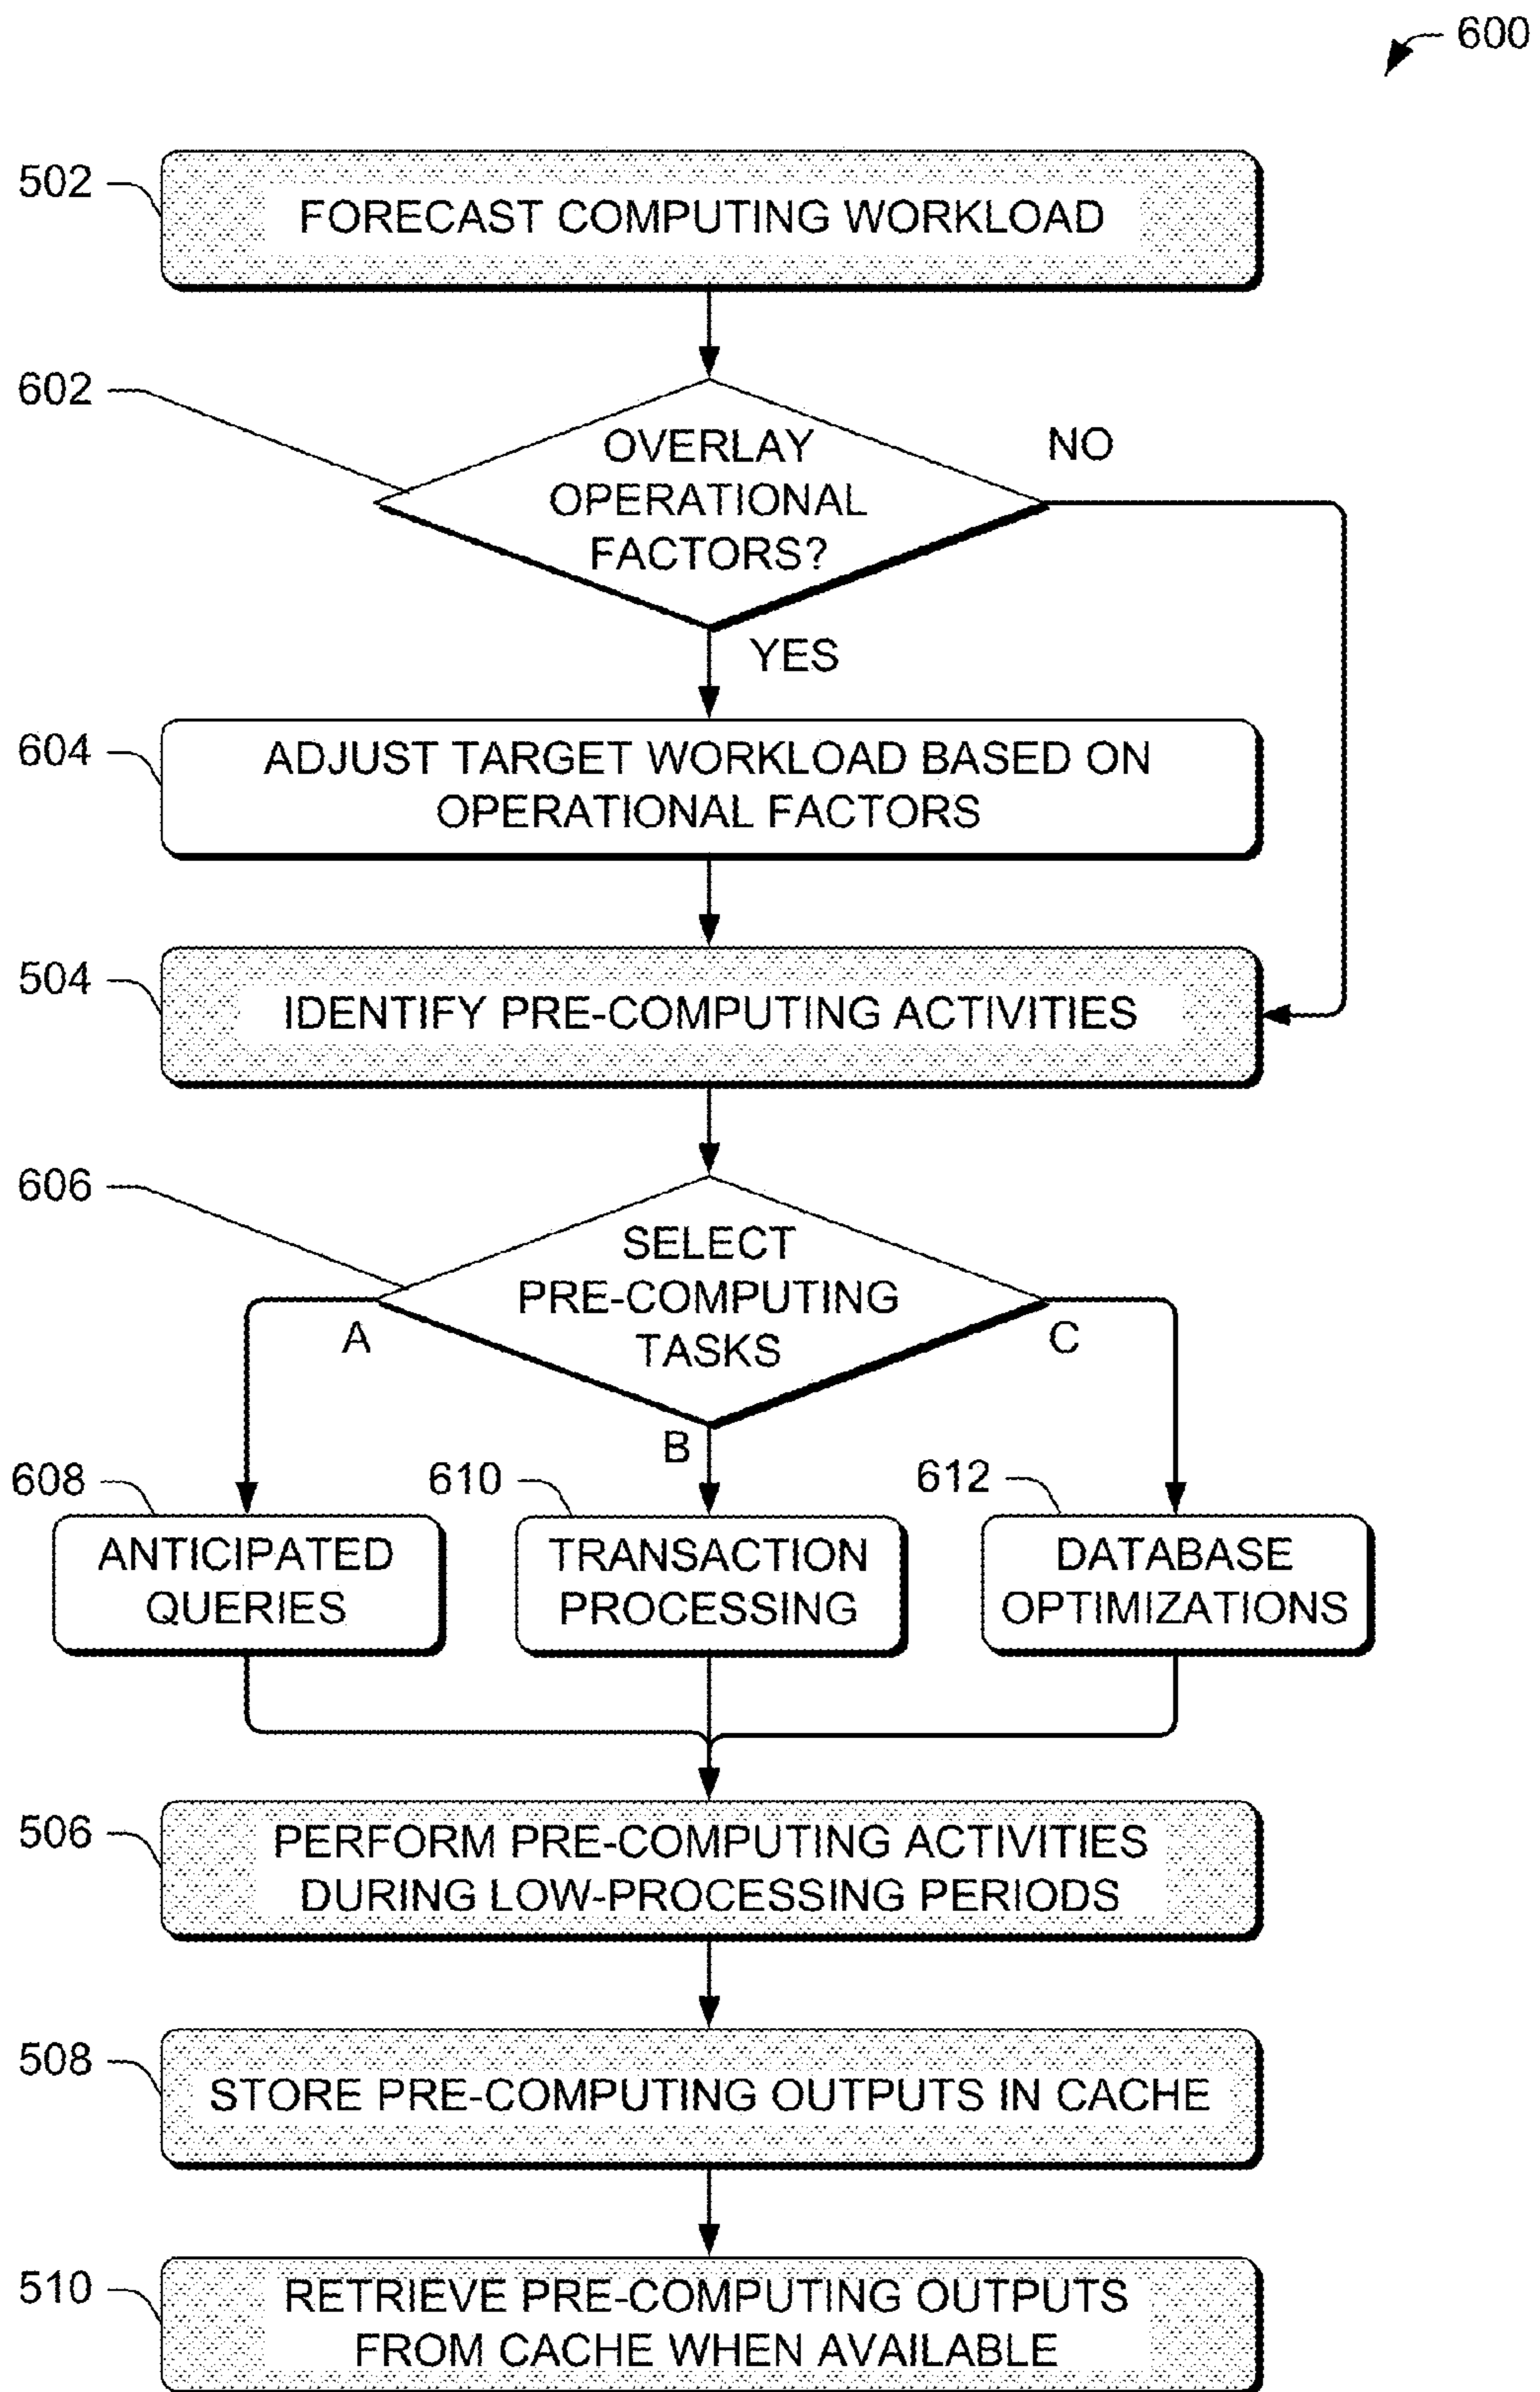 600
502
FORECAST COMPUTING WORKLOAD
602
OVERLAY
OPERATIONAL
FACTORS?
NO
YES
604
ADJUST TARGET WORKLOAD BASED ON
OPERATIONAL FACTORS
504
IDENTIFY PRE-COMPUTING ACTIVITIES
606
SELECT
PRE-COMPUTING
TASKS
A
B
C
608
ANTICIPATED
QUERIES
610
TRANSACTION
PROCESSING
612
DATABASE
OPTIMIZATIONS
506
PERFORM PRE-COMPUTING ACTIVITIES
DURING LOW-PROCESSING PERIODS
508
STORE PRE-COMPUTING OUTPUTS IN CACHE
510
RETRIEVE PRE-COMPUTING OUTPUTS
FROM CACHE WHEN AVAILABLE